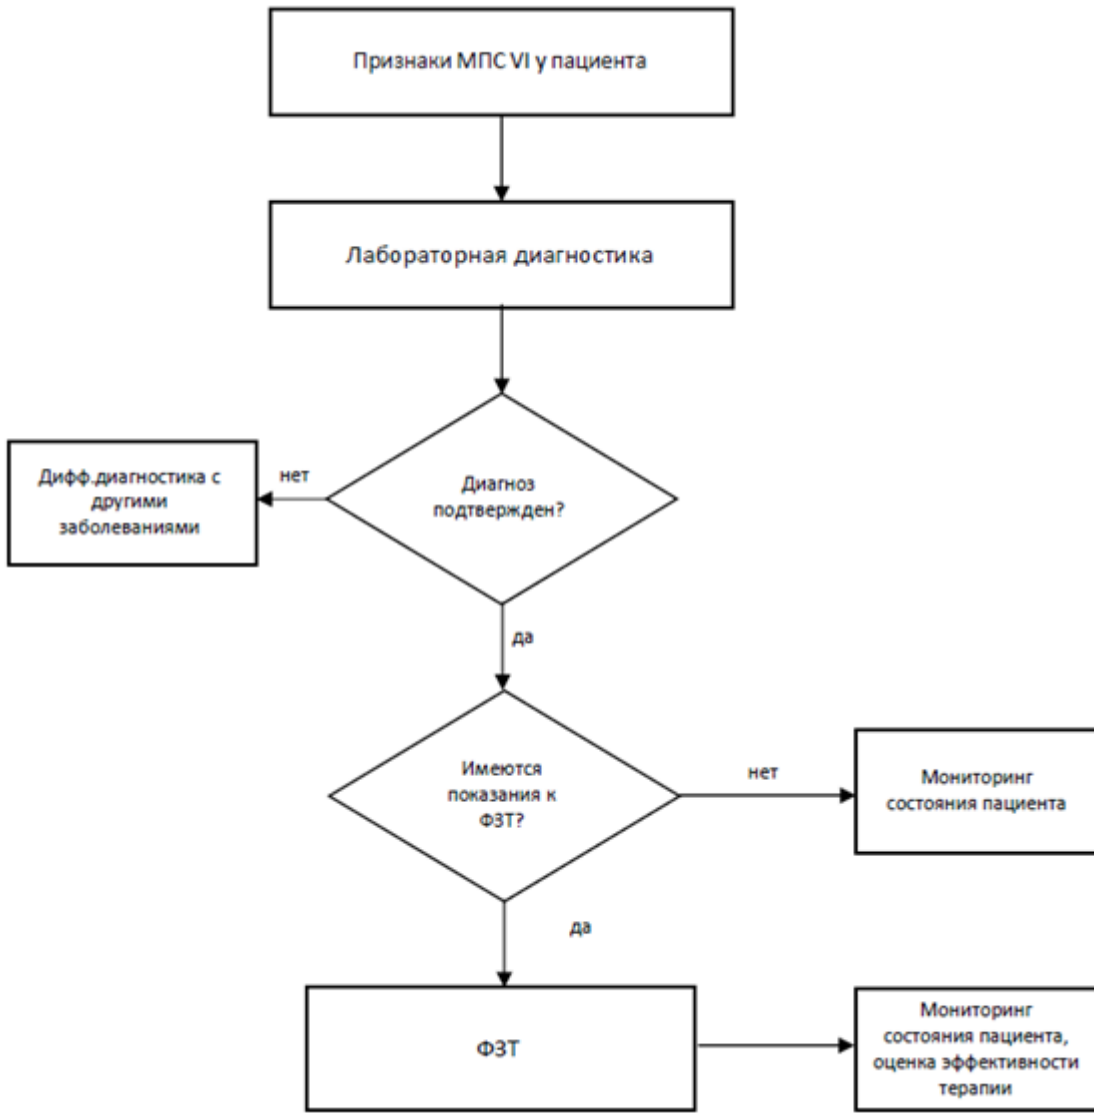 Признаки МПС VI у пациента
Лабораторная диагностика
Диагноз
подтвержден?
нет
Дифф.диагностика с
другими
заболеваниями
да
Имеются
показания к
ФЗТ?
нет
Мониторинг
состояния пациента
да
ФЗТ
Мониторинг
состояния пациента,
оценка эффективности
терапии